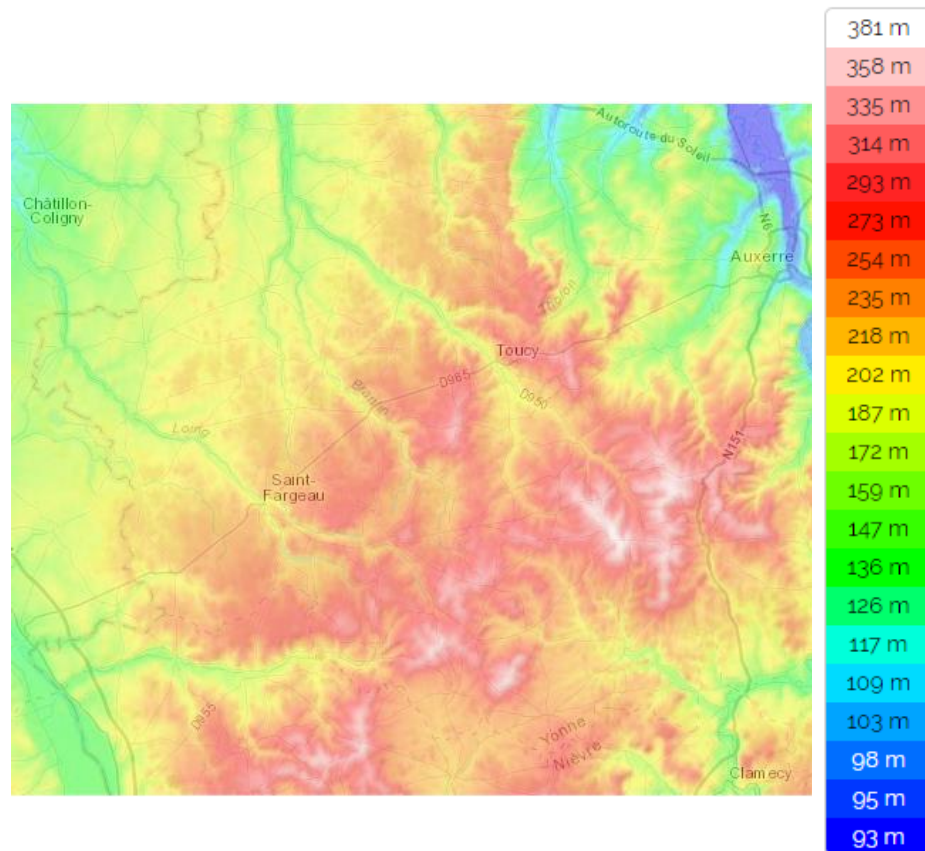 Autoroute du Soleil
Châtillon-
Coligny
N6
Auxerre
Toucy
D965
D950
Branlin
Loing
N151
Saint-
Fargeau
D955
Yonne
Nièvre
Clamecy
381 m
358 m
335 m
314 m
293 m
273 m
254 m
235 m
218 m
202 m
187 m
172 m
159 m
147 m
136 m
126 m
117 m
109 m
103 m
98 m
95 m
93 m